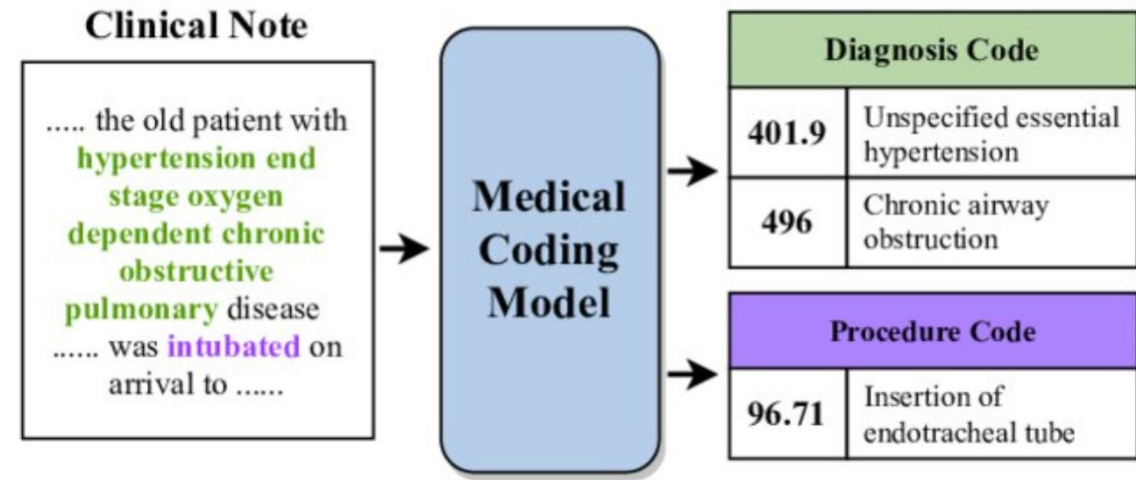 Clinical Note
..... the old patient with
hypertension end
stage oxygen
dependent chronic
obstructive
pulmonary disease
...... was intubated on
arrival to ......
Medical
Coding
Model
Diagnosis Code
401.9
Unspecified essential
hypertension
496
Chronic airway
obstruction
Procedure Code
96.71
Insertion of
endotracheal tube